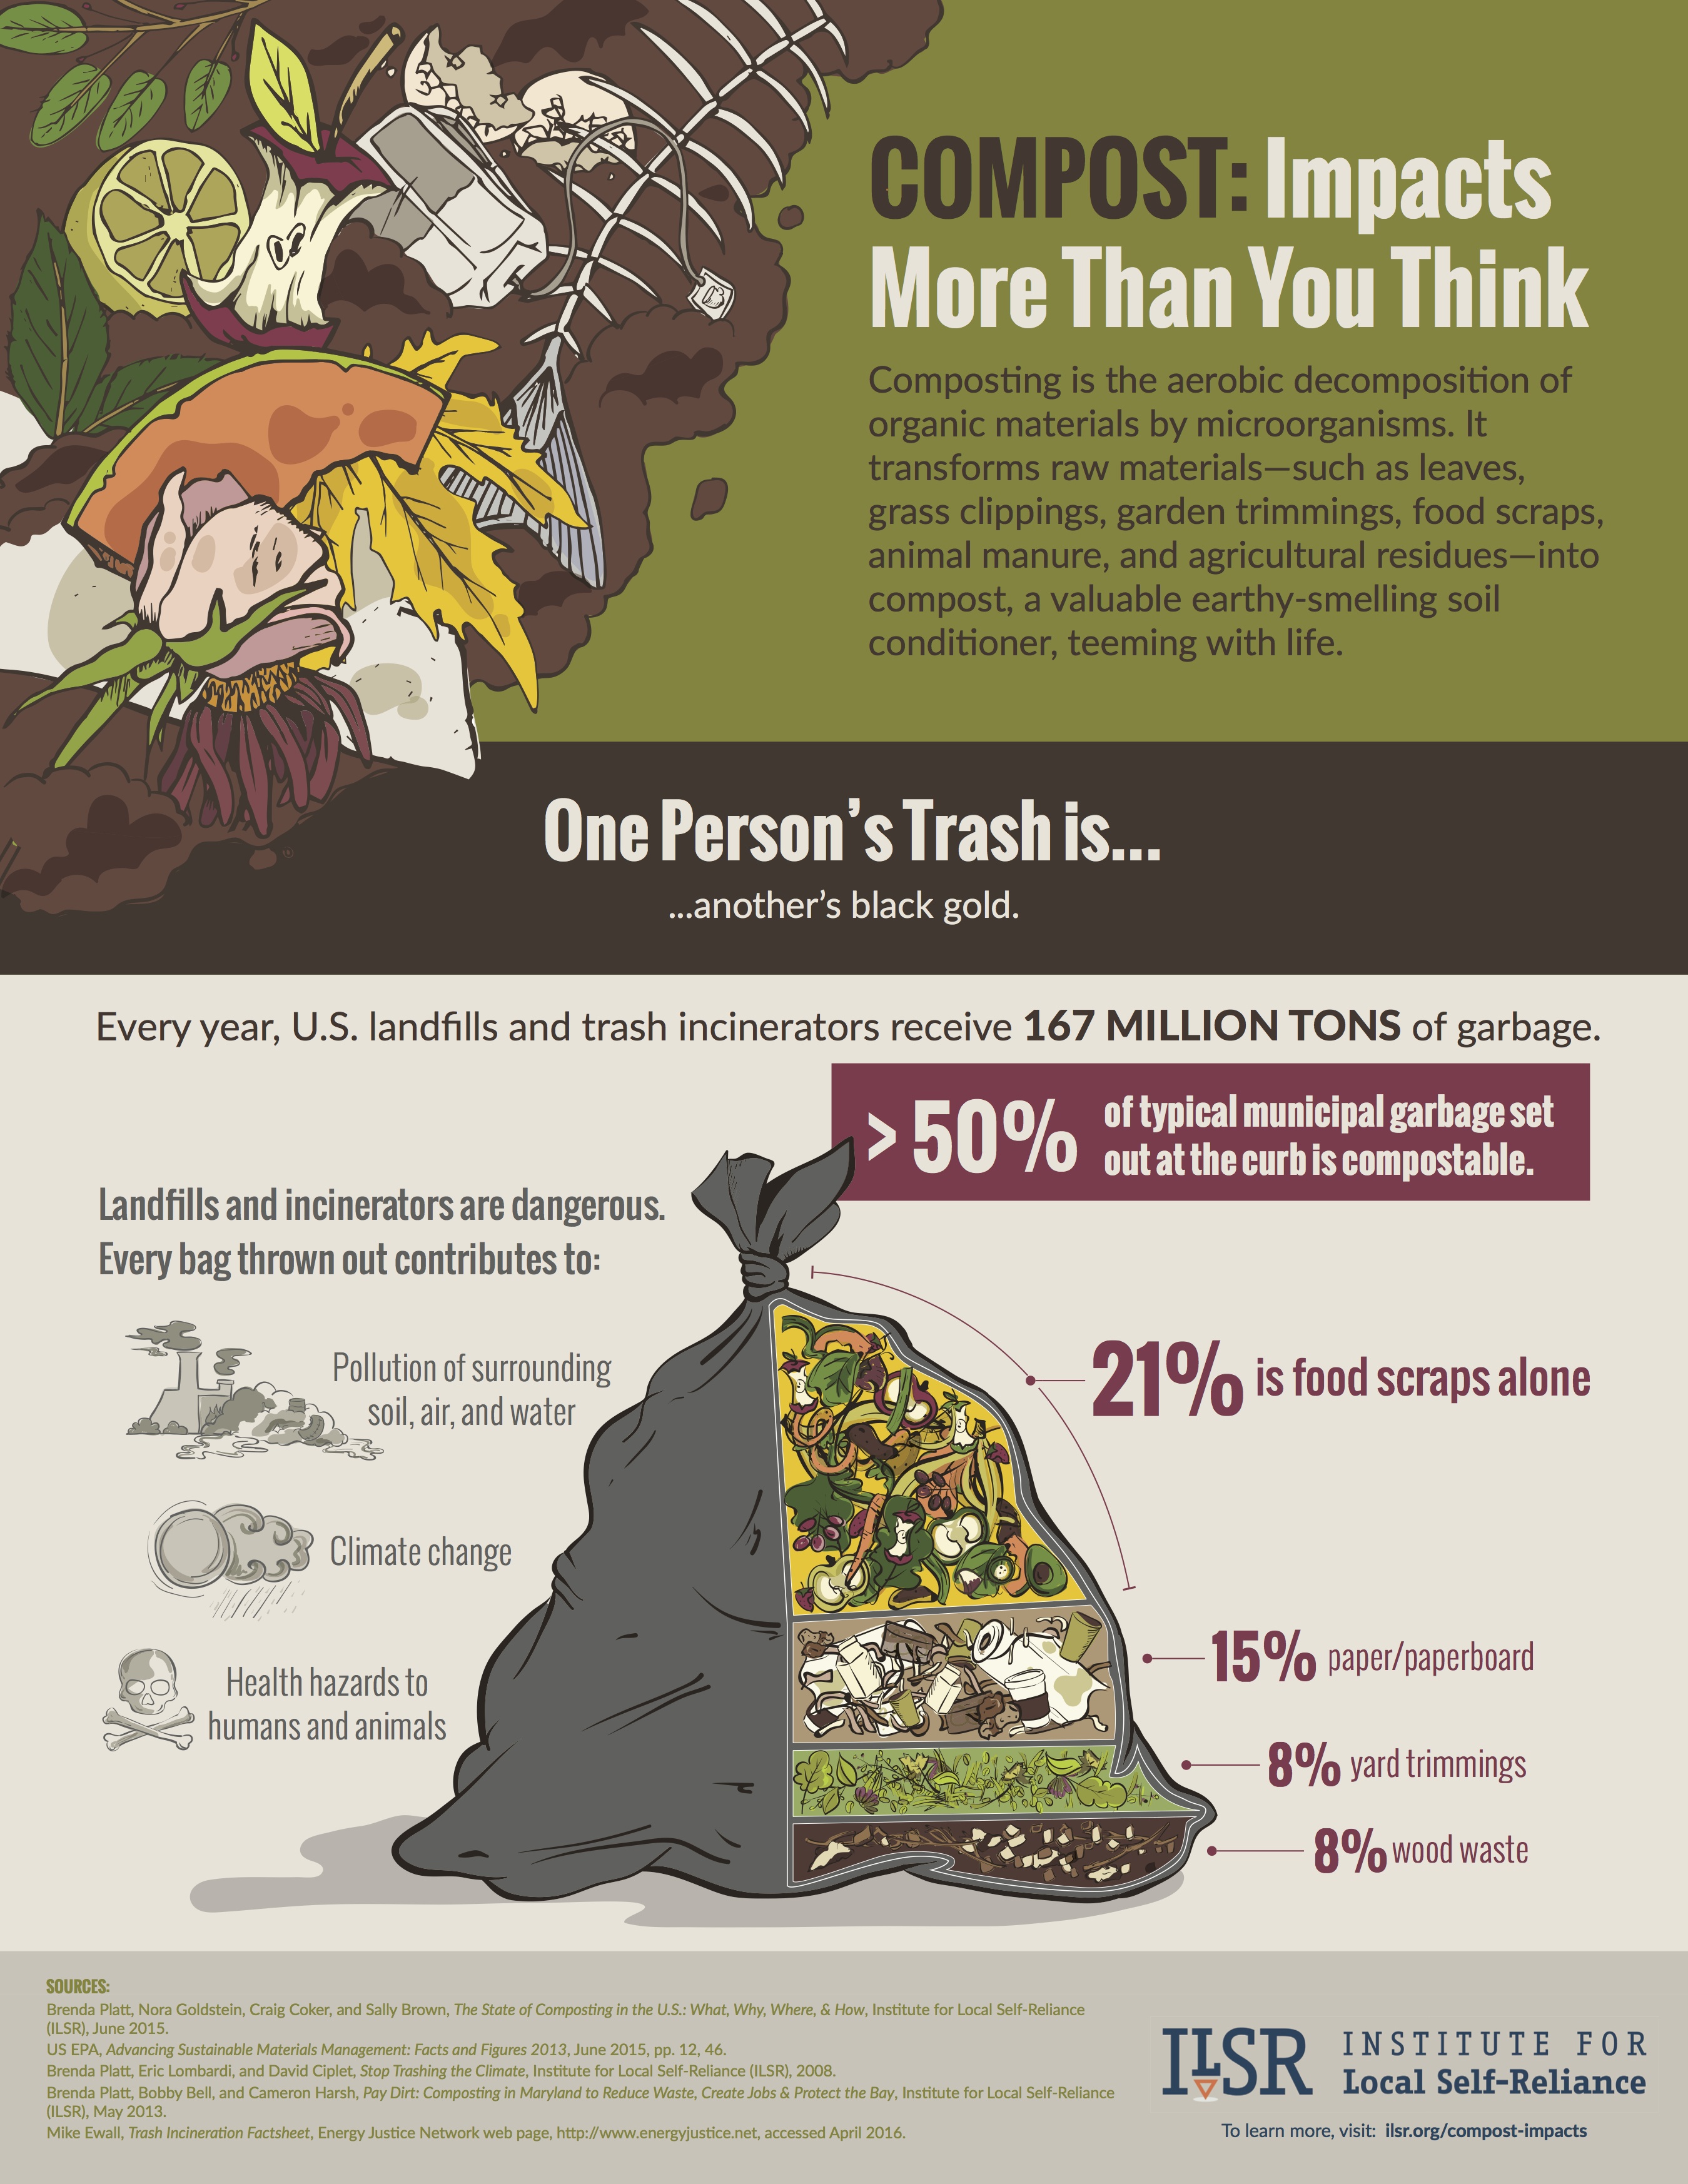 COMPOST: Impacts
More Than You Think
Composting is the aerobic decomposition of
organic materials by microorganisms. It
transforms raw materials—such as leaves,
grass clippings, garden trimmings, food scraps,
animal manure, and agricultural residues—into
compost, a valuable earthy-smelling soil
conditioner, teeming with life.
One Person’s Trash is...
...another’s black gold.
Every year, U.S. landfills and trash incinerators receive 167 MILLION TONS of garbage.
> 50% of typical municipal garbage set
out at the curb is compostable.
Landfills and incinerators are dangerous.
Every bag thrown out contributes to:
Pollution of surrounding
soil, air, and water
Climate change
Health hazards to
humans and animals
21% is food scraps alone
15% paper/paperboard
8% yard trimmings
8% wood waste
SOURCES:
Brenda Platt, Nora Goldstein, Craig Coker, and Sally Brown, The State of Composting in the U.S.: What, Why, Where, & How, Institute for Local Self-Reliance
(ILSR), June 2015.
US EPA, Advancing Sustainable Materials Management: Facts and Figures 2013, June 2015, pp. 12, 46.
Brenda Platt, Eric Lombardi, and David Ciplet, Stop Trashing the Climate, Institute for Local Self-Reliance (ILSR), 2008.
Brenda Platt, Bobby Bell, and Cameron Harsh, Pay Dirt: Composting in Maryland to Reduce Waste, Create Jobs & Protect the Bay, Institute for Local Self-Reliance
(ILSR), May 2013.
Mike Ewall, Trash Incineration Factsheet, Energy Justice Network web page, http://www.energyjustice.net, accessed April 2016.
ILSR INSTITUTE FOR
Local Self-Reliance
To learn more, visit: ilsr.org/compost-impacts